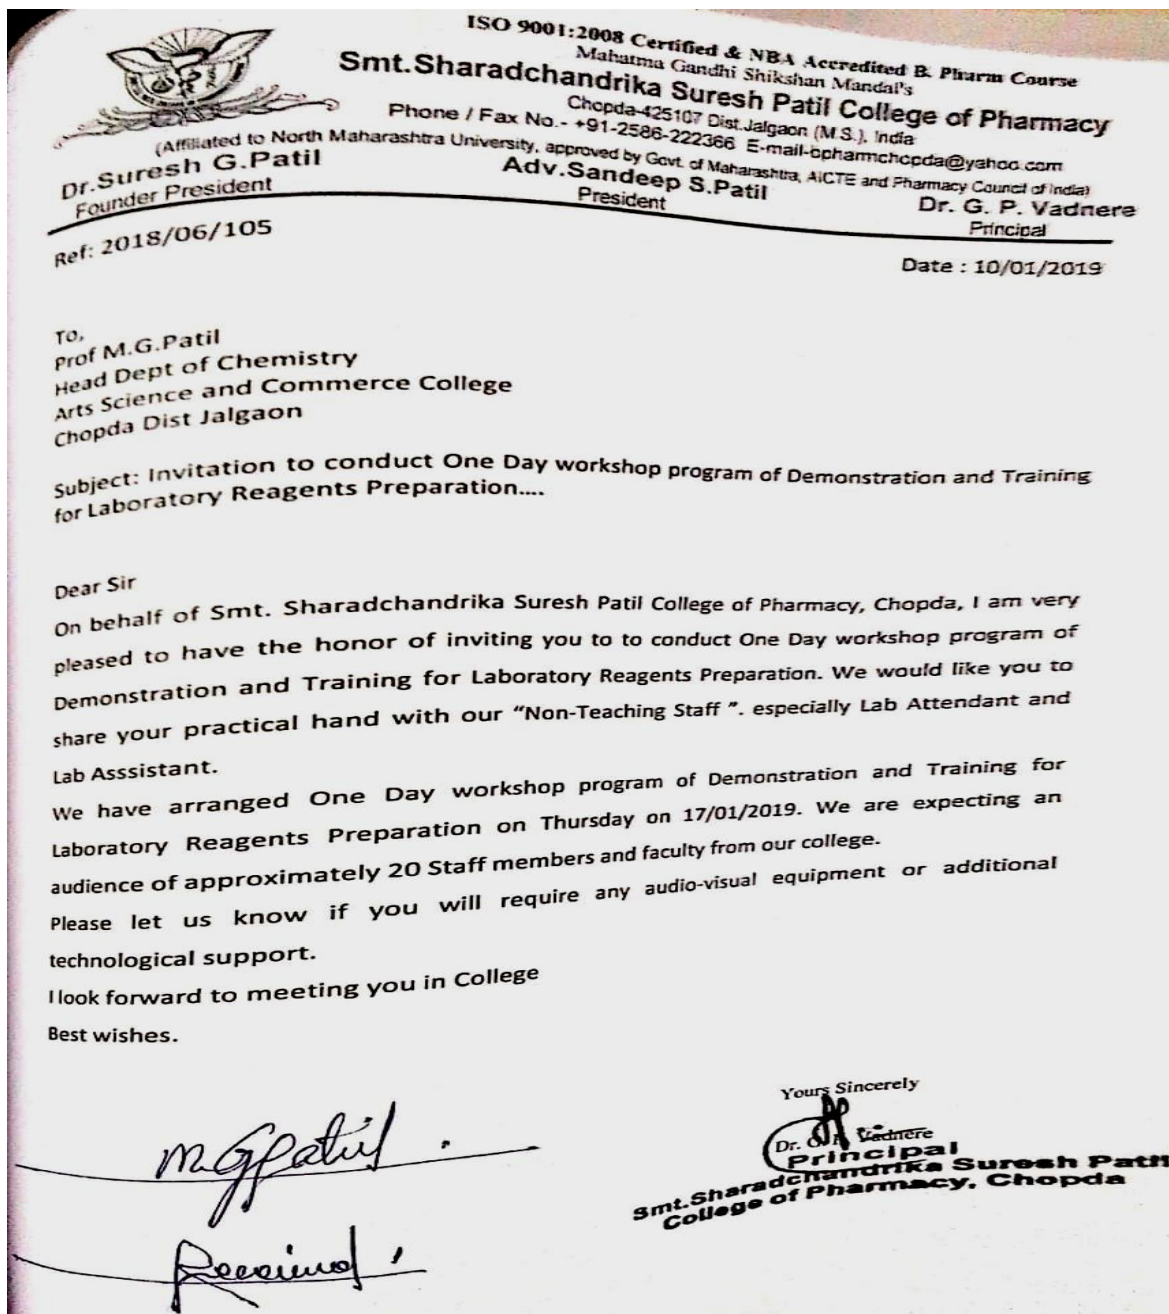 ISO 9001:2008 Certified & NBA Accredited B. Pharm Course
Mahatma Gandhi Shikshan Mandal's
Smt.Sharadchandrika Suresh Patil College of Pharmacy
Chopda-425107 Dist.Jalgaon (M.S.), India
Phone / Fax No.- +91-2586-222366 E-mail-bpharmchopda@yahoo.com
(Affiliated to North Maharashtra University, approved by Govt. of Maharashtra, AICTE and Pharmacy Council of India)
Dr.Suresh G.Patil Adv.Sandeep S.Patil Dr. G. P. Vadnere
Founder President President Principal
Ref: 2018/06/105
Date : 10/01/2019
To,
Prof M.G.Patil
Head Dept of Chemistry
Arts Science and Commerce College
Chopda Dist Jalgaon
Subject: Invitation to conduct One Day workshop program of Demonstration and Training
for Laboratory Reagents Preparation....
Dear Sir
On behalf of Smt. Sharadchandrika Suresh Patil College of Pharmacy, Chopda, I am very
pleased to have the honor of inviting you to to conduct One Day workshop program of
Demonstration and Training for Laboratory Reagents Preparation. We would like you to
share your practical hand with our “Non-Teaching Staff ”. especially Lab Attendant and
Lab Asssistant.
We have arranged One Day workshop program of Demonstration and Training for
Laboratory Reagents Preparation on Thursday on 17/01/2019. We are expecting an
audience of approximately 20 Staff members and faculty from our college.
Please let us know if you will require any audio-visual equipment or additional
technological support.
I look forward to meeting you in College
Best wishes.
Yours Sincerely
Dr. G. P. Vadnere
Principal
Smt.Sharadchandrika Suresh Patil
College of Pharmacy, Chopda
M.G.Patil
Received